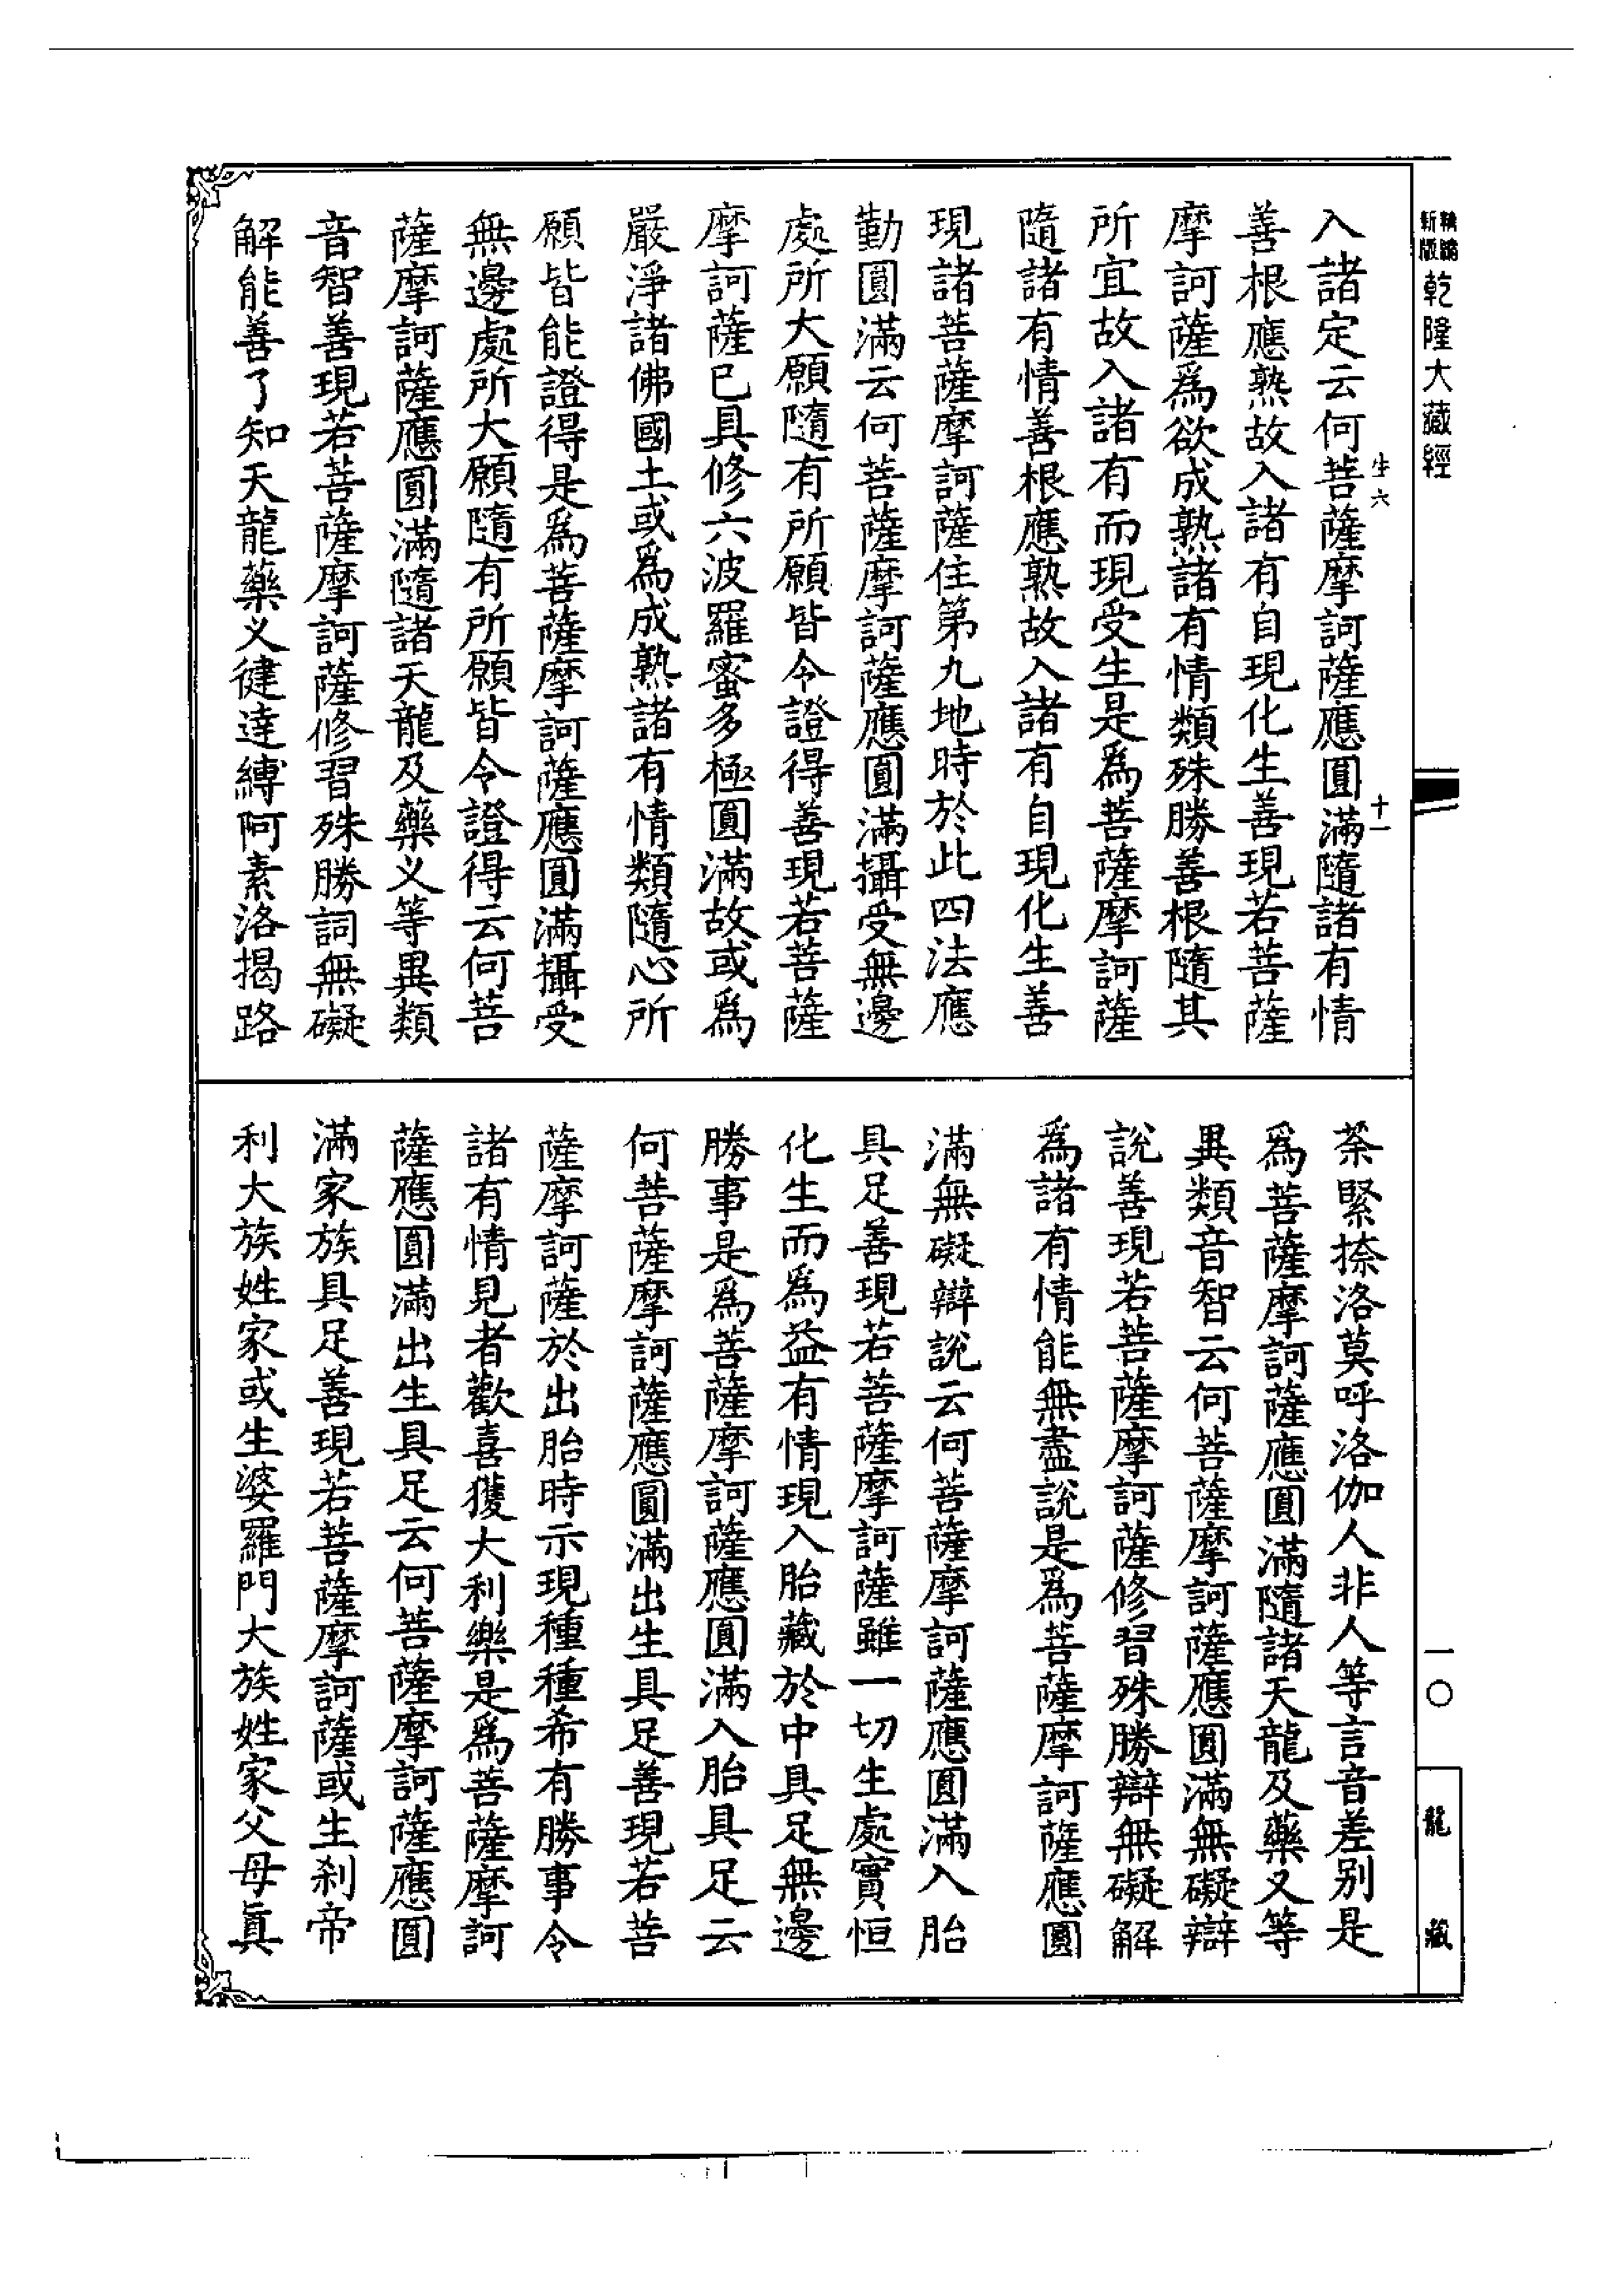 新版 輯編 乾隆大藏經
生六 十一
入諸定云何菩薩摩訶薩應圓滿隨諸有情
善根應熟故入諸有自現化生善現若菩薩
摩訶薩爲欲成熟諸有情類殊勝善根隨其
所宜故入諸有而現受生是爲菩薩摩訶薩
隨諸有情善根應熟故入諸有自現化生善
現諸菩薩摩訶薩住第九地時於此四法應
勤圓滿云何菩薩摩訶薩應圓滿攝受無邊
處所大願隨有所願皆令證得善現若菩薩
摩訶薩已具修六波羅蜜多極圓滿故或爲
嚴淨諸佛國土或爲成熟諸有情類隨心所
願皆能證得是爲菩薩摩訶薩應圓滿攝受
無邊處所大願隨有所願皆令證得云何菩
薩摩訶薩應圓滿隨諸天龍及藥义等異類
音智善現若菩薩摩訶薩修習殊勝詞無礙
解能善了知天龍藥义健達縛阿素洛揭路
荼緊捺洛莫呼洛伽人非人等言音差别是
爲菩薩摩訶薩應圓滿隨諸天龍及藥叉等
異類音智云何菩薩摩訶薩應圓滿無礙辯
說善現若菩薩摩訶薩修習殊勝辯無礙解
爲諸有情能無盡說是爲菩薩摩訶薩應圓
滿無礙辯說云何菩薩摩訶薩應圓滿入胎
具足善現若菩薩摩訶薩雖一切生處實恒
化生而爲益有情現入胎藏於中具足無邊
勝事是爲菩薩摩訶薩應圓滿入胎具足云
何菩薩摩訶薩應圓滿出生具足善現若菩
薩摩訶薩於出胎時示現種種希有勝事令
諸有情見者歡喜獲大利樂是爲菩薩摩訶
薩應圓滿出生具足云何菩薩摩訶薩應圓
滿家族具足善現若菩薩摩訶薩或生刹帝
利大族姓家或生婆羅門大族姓家父母眞
一〇
龍藏